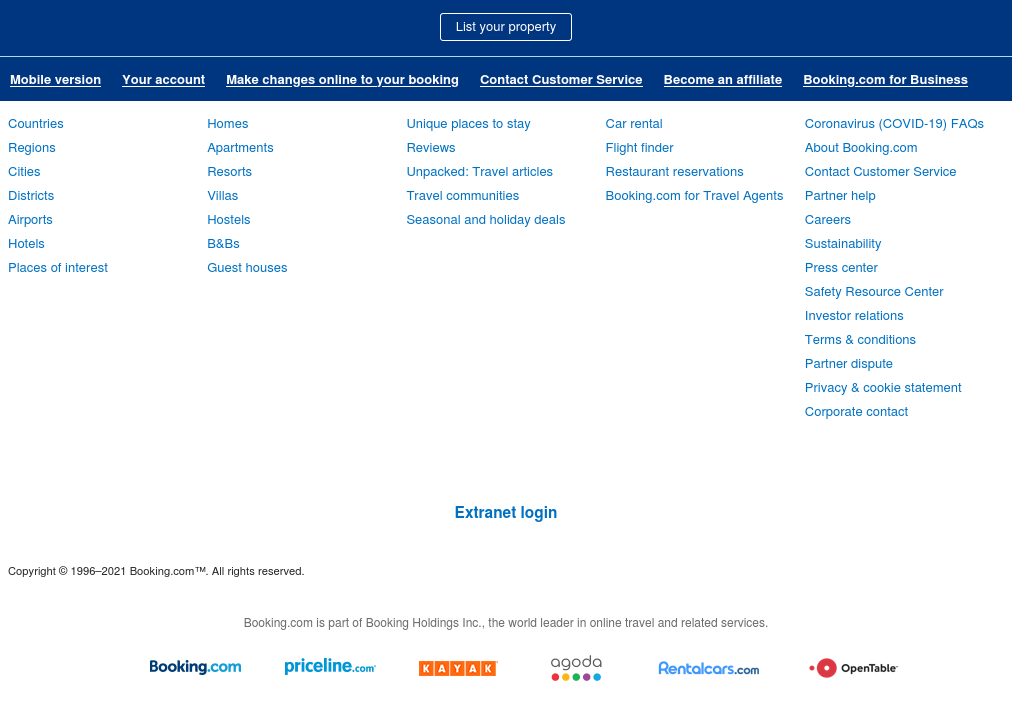 List your property
Mobile version Your account Make changes online to your booking Contact Customer Service Become an affiliate Booking.com for Business
Countries
Regions
Cities
Districts
Airports
Hotels
Places of interest
Homes
Apartments
Resorts
Villas
Hostels
B&Bs
Guest houses
Unique places to stay
Reviews
Unpacked: Travel articles
Travel communities
Seasonal and holiday deals
Car rental
Flight finder
Restaurant reservations
Booking.com for Travel Agents
Coronavirus (COVID-19) FAQs
About Booking.com
Contact Customer Service
Partner help
Careers
Sustainability
Press center
Safety Resource Center
Investor relations
Terms & conditions
Partner dispute
Privacy & cookie statement
Corporate contact
Extranet login
Copyright © 1996–2021 Booking.com™. All rights reserved.
Booking.com is part of Booking Holdings Inc., the world leader in online travel and related services.
Booking.com priceline.com KAYAK agoda Rentalcars.com OpenTable